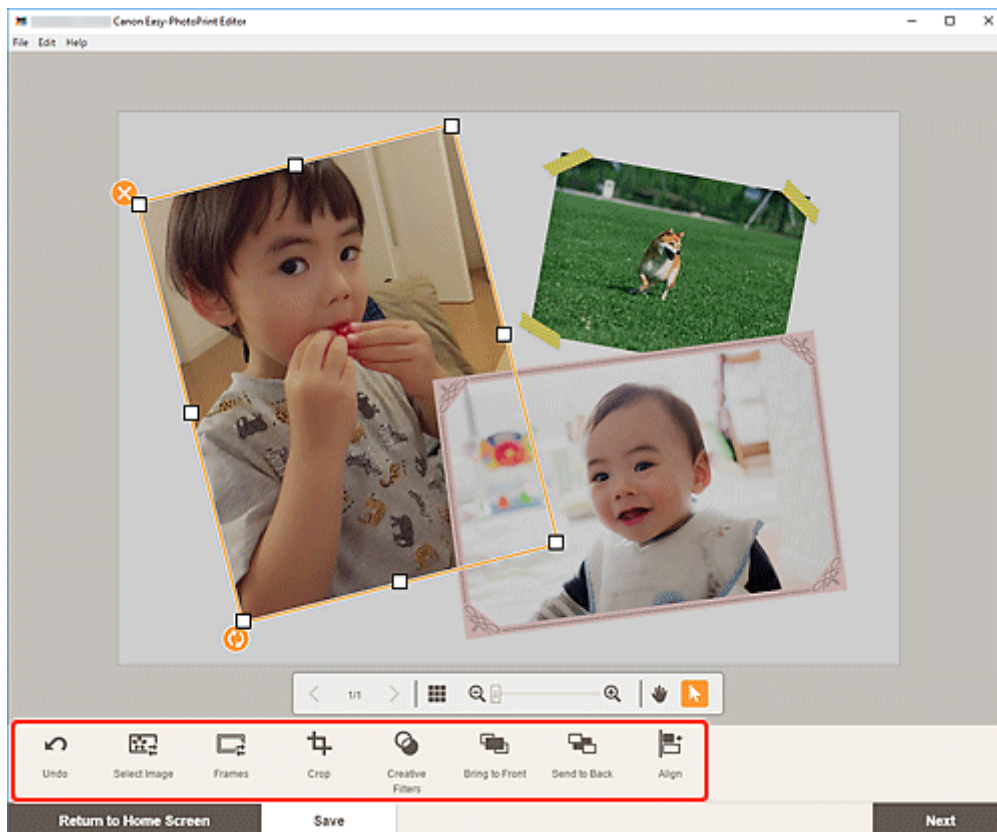 Canon Easy-PhotoPrint Editor
File Edit Help
1/1
Undo
Select Image
Frames
Crop
Creative
Filters
Bring to Front
Send to Back
Align
Return to Home Screen
Save
Next